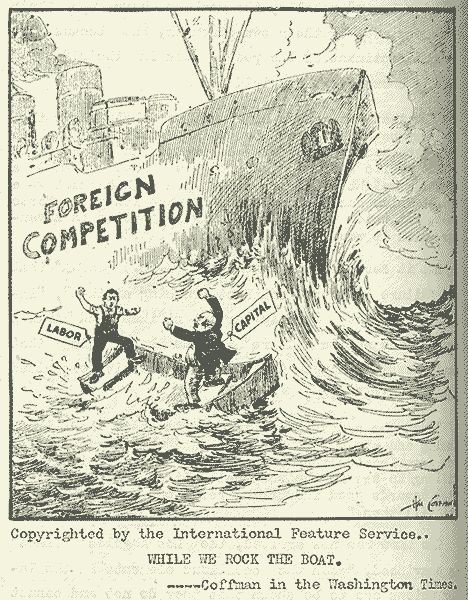 FOREIGN
COMPETITION
LABOR
CAPITAL
Copyrighted by the International Feature Service..
WHILE WE ROCK THE BOAT.
----Coffman in the Washington Times.